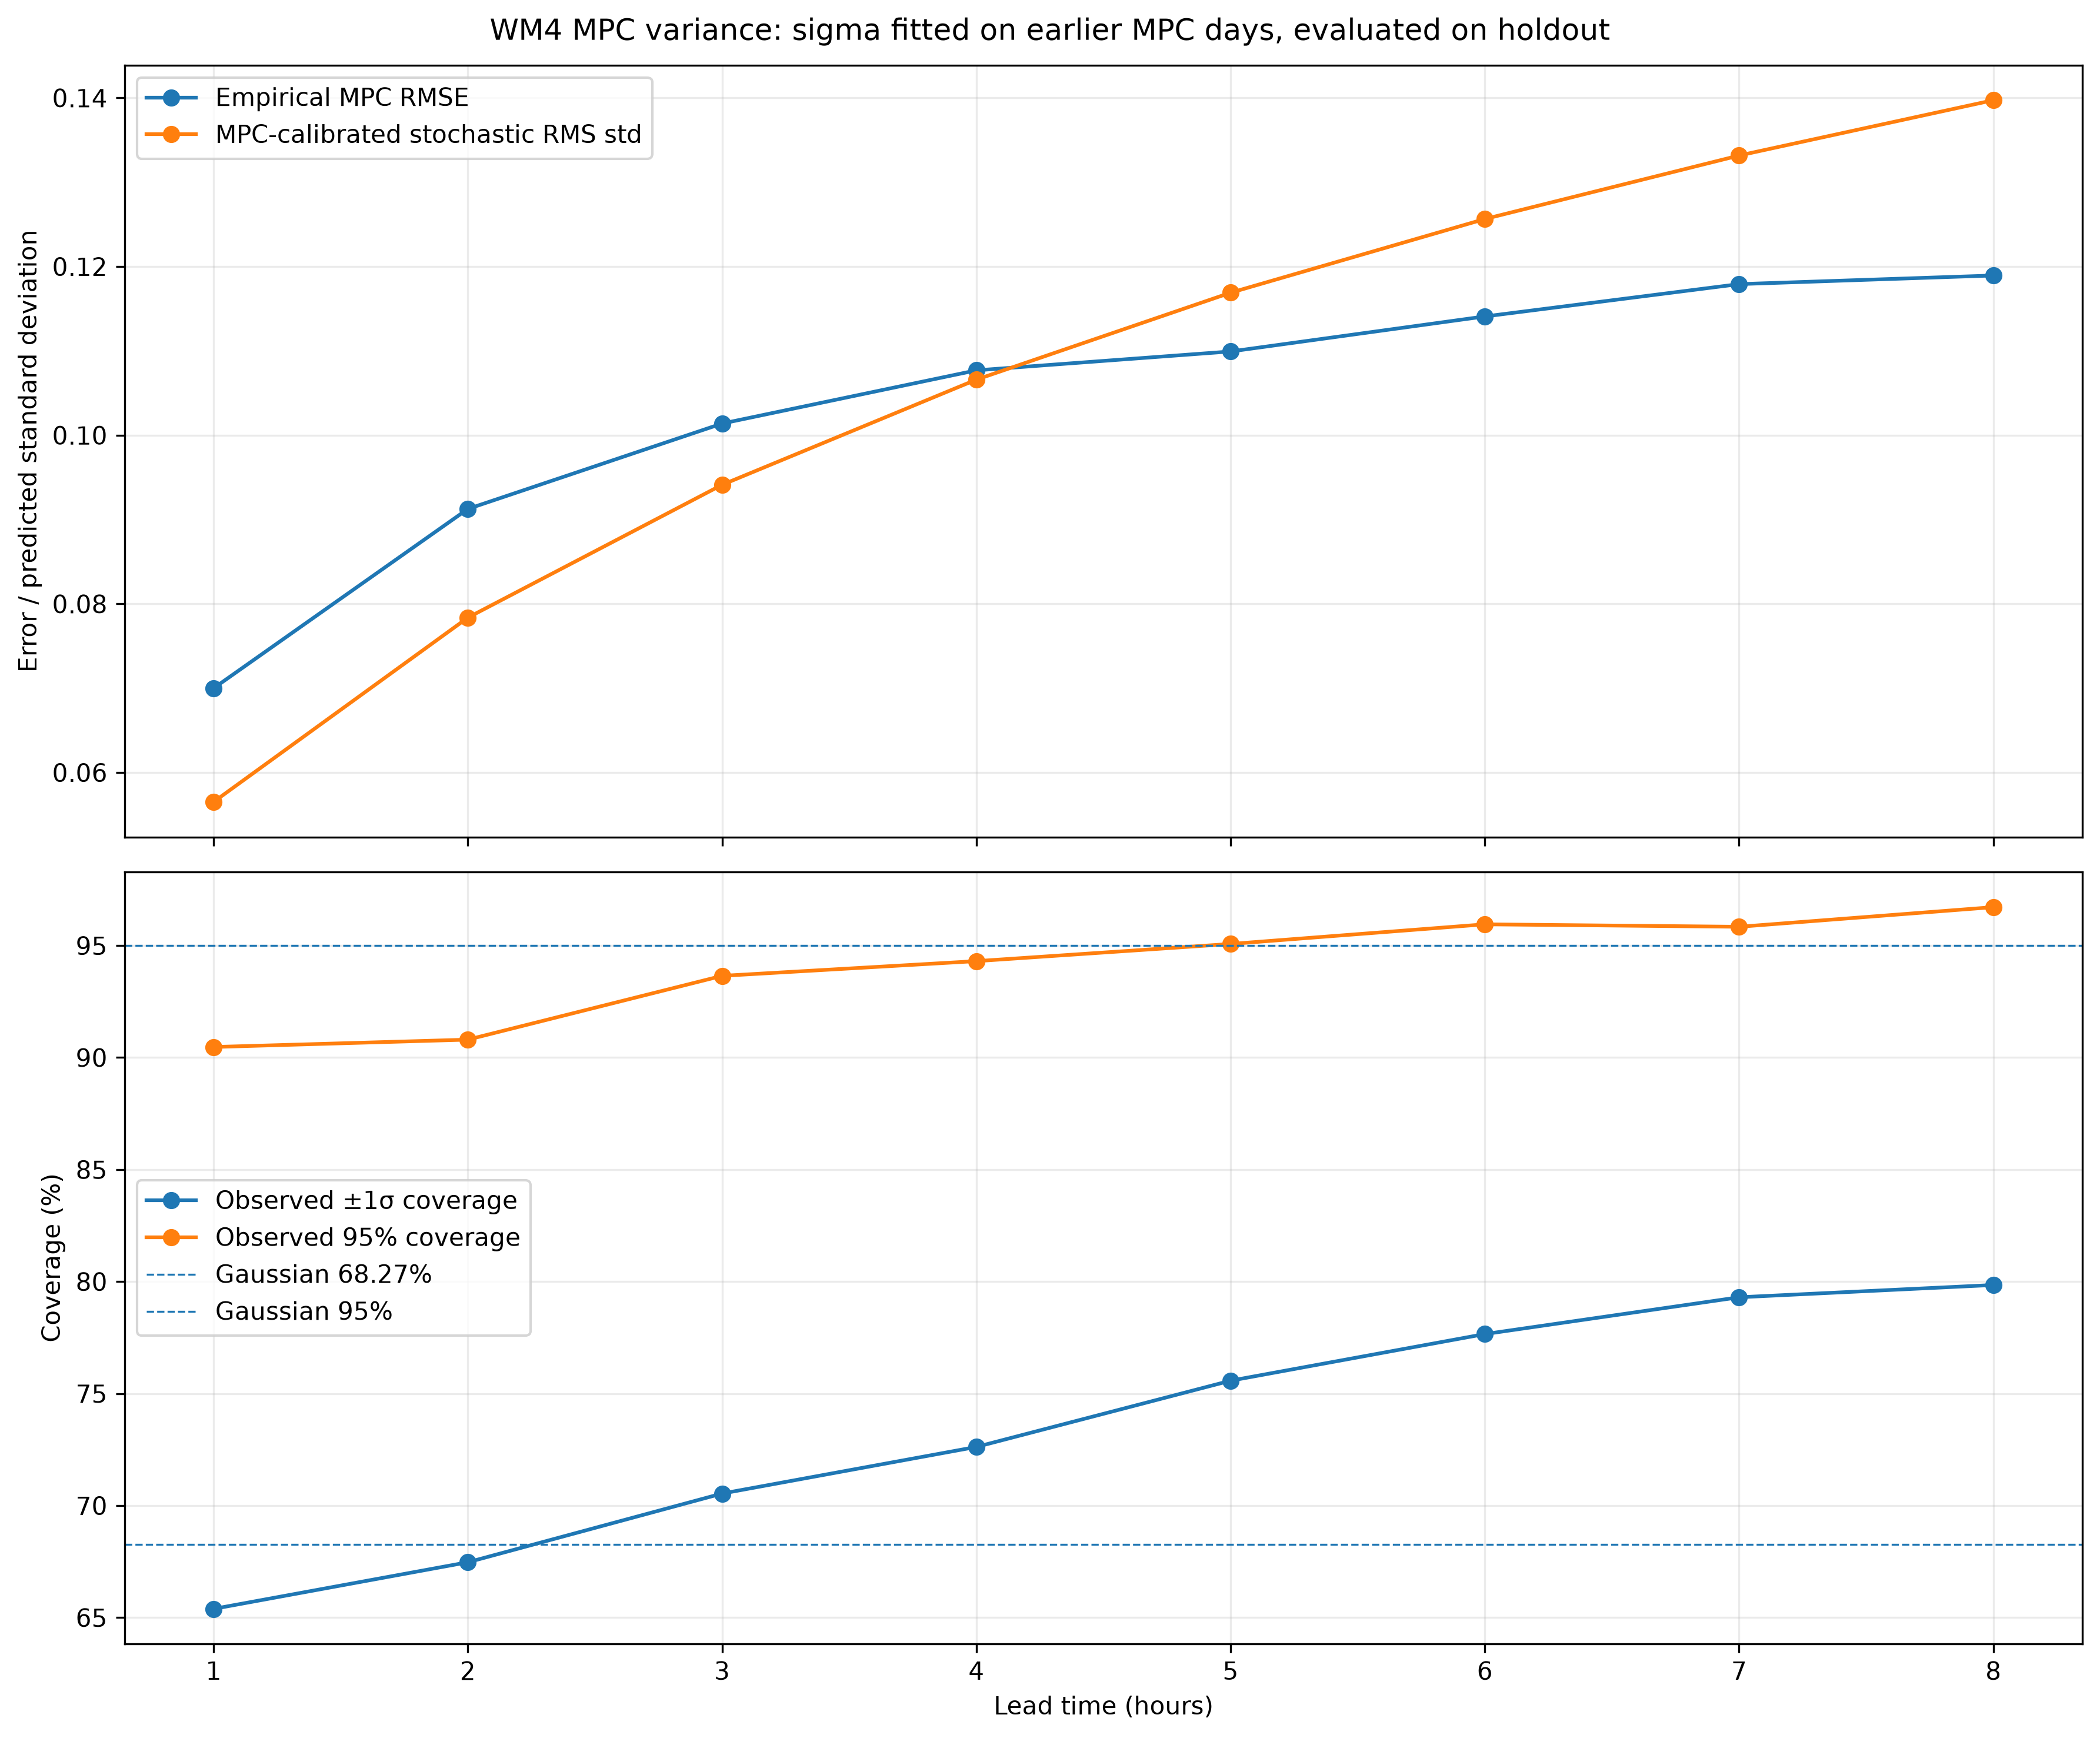 WM4 MPC variance: sigma fitted on earlier MPC days, evaluated on holdout
Empirical MPC RMSE
MPC-calibrated stochastic RMS std
Error / predicted standard deviation
0.14
0.12
0.10
0.08
0.06
Coverage (%)
95
90
85
80
75
70
65
Observed ±1σ coverage
Observed 95% coverage
Gaussian 68.27%
Gaussian 95%
1 2 3 4 5 6 7 8
Lead time (hours)